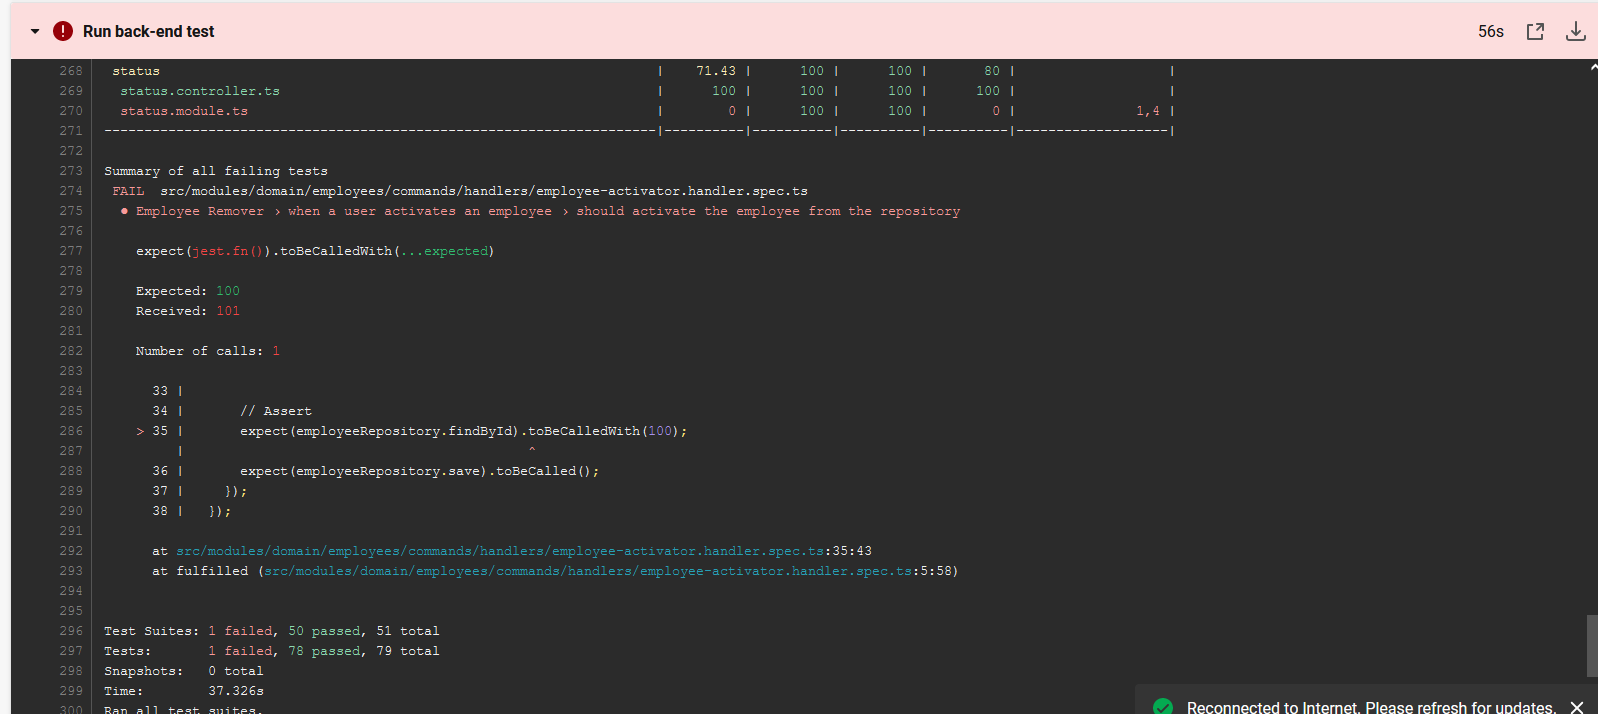 Run back-end test 56s
268 status | 71.43 | 100 | 100 | 80 | |
269 status.controller.ts | 100 | 100 | 100 | 100 | |
270 status.module.ts | 0 | 100 | 100 | 0 | 1,4 |
271 ---------------------------------------------------------------------|----------|----------|----------|----------|-------------------|
272
273 Summary of all failing tests
274 FAIL src/modules/domain/employees/commands/handlers/employee-activator.handler.spec.ts
275 ● Employee Remover › when a user activates an employee › should activate the employee from the repository
276
277 expect(jest.fn()).toBeCalledWith(...expected)
278
279 Expected: 100
280 Received: 101
281
282 Number of calls: 1
283
284 33 |
285 34 | // Assert
286 > 35 | expect(employeeRepository.findById).toBeCalledWith(100);
287 | ^
288 36 | expect(employeeRepository.save).toBeCalled();
289 37 | });
290 38 | });
291
292 at src/modules/domain/employees/commands/handlers/employee-activator.handler.spec.ts:35:43
293 at fulfilled (src/modules/domain/employees/commands/handlers/employee-activator.handler.spec.ts:5:58)
294
295
296 Test Suites: 1 failed, 50 passed, 51 total
297 Tests: 1 failed, 78 passed, 79 total
298 Snapshots: 0 total
299 Time: 37.326s
300 Ran all test suites.
Reconnected to Internet. Please refresh for updates.